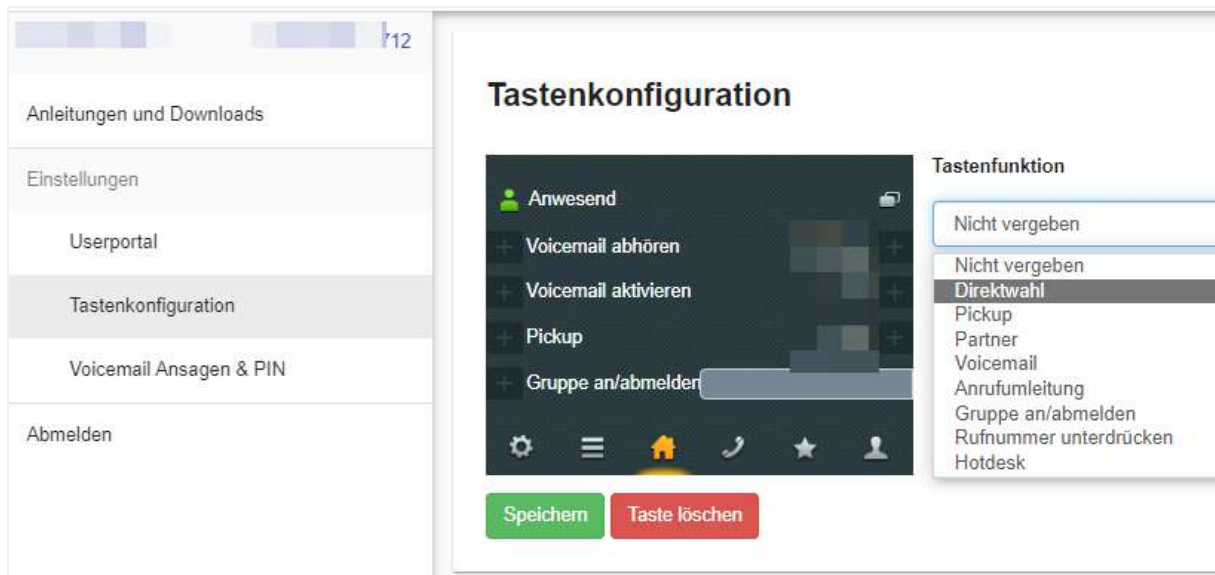 712
Anleitungen und Downloads
Einstellungen
Userportal
Tastenkonfiguration
Voicemail Ansagen & PIN
Abmelden
Tastenkonfiguration
Anwesend
Voicemail abhören
Voicemail aktivieren
Pickup
Gruppe an/abmelden
Speichern
Taste löschen
Tastenfunktion
Nicht vergeben
Nicht vergeben
Direktwahl
Pickup
Partner
Voicemail
Anrufumleitung
Gruppe an/abmelden
Rufnummer unterdrücken
Hotdesk